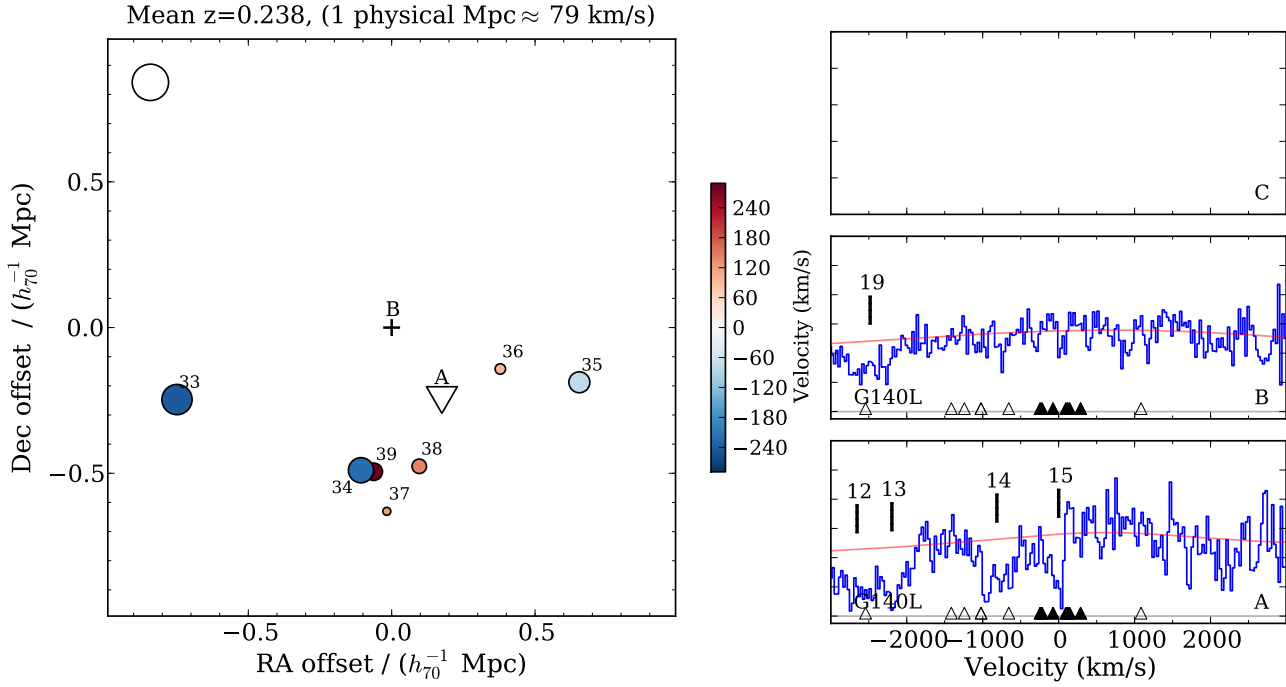 Mean z=0.238, (1 physical Mpc ≈ 79 km/s)
Dec offset / (h₇₀⁻¹ Mpc)
0.5
0.0
−0.5
−0.5
0.0
0.5
RA offset / (h₇₀⁻¹ Mpc)
B
A
36
35
33
39
38
34
37
240
180
120
60
0
−60
−120
−180
−240
Velocity (km/s)
C
19
G140L
B
12
13
14
15
G140L
A
−2000
−1000
0
1000
2000
Velocity (km/s)